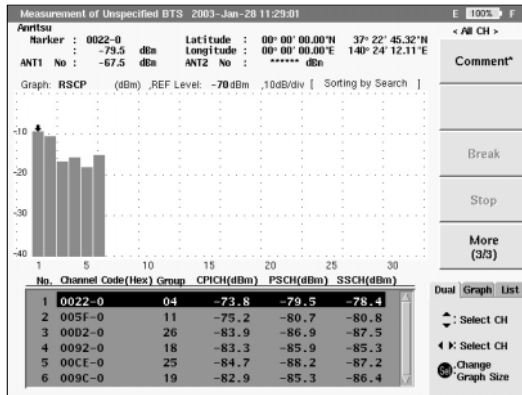 Measurement of Unspecified BTS 2003-Jan-28 11:29:01 E 100% F
Anritsu
Marker : 0022-0 Latitude : 00° 00' 00.00"N 37° 22' 45.32"N
: -79.5 dBm Longitude : 00° 00' 00.00"E 140° 24' 12.11"E
ANT1 No : -67.5 dBm ANT2 No : ****** dBm
Graph: RSCP (dBm) ,REF Level: -70dBm ,10dB/div [ Sorting by Search ]
-10
-20
-30
-40
1 5 10 15 20 25 30
No. Channel Code(Hex) Group CPICH(dBm) PSCH(dBm) SSCH(dBm)
1 0022-0 04 -73.8 -79.5 -78.4
2 005F-0 11 -75.2 -80.7 -80.8
3 00D2-0 26 -83.9 -86.9 -87.5
4 0092-0 18 -83.3 -85.9 -85.3
5 00CE-0 25 -84.7 -88.2 -87.2
6 009C-0 19 -82.9 -85.3 -86.4
< All CH >
Comment*
Break
Stop
More
(3/3)
Dual Graph List
: Select CH
: Select CH
Sel :Change
Graph Size